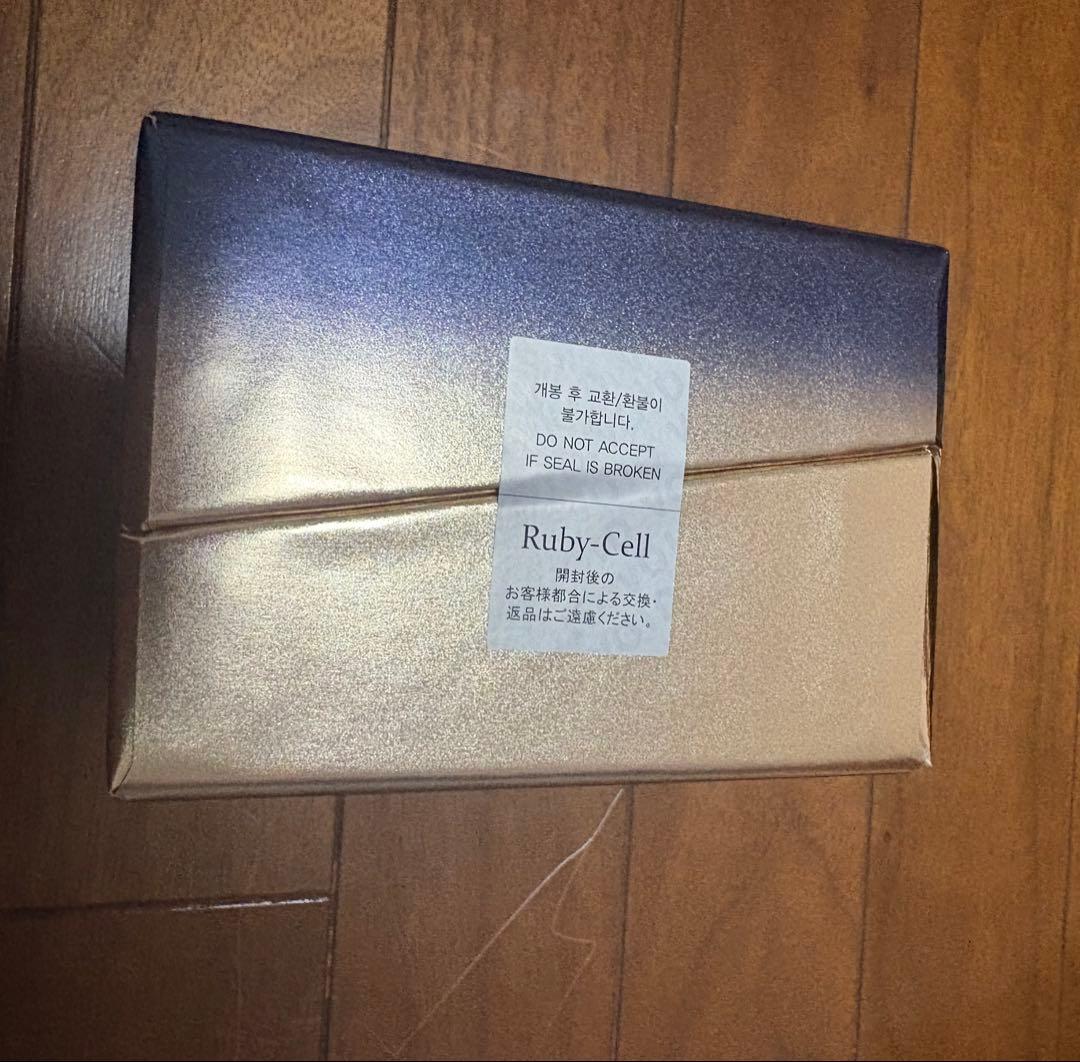 개봉 후 교환/환불이
불가합니다.
DO NOT ACCEPT
IF SEAL IS BROKEN
Ruby-Cell
開封後の
お客様都合による交換・
返品はご遠慮ください。